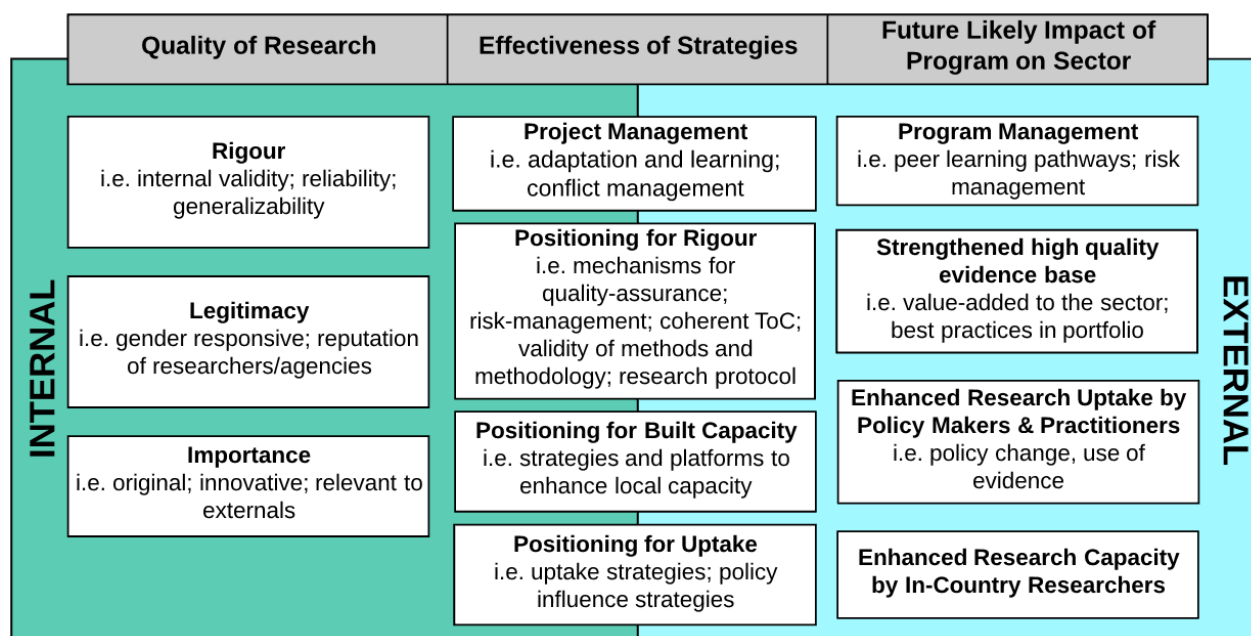 Quality of Research
Effectiveness of Strategies
Future Likely Impact of
Program on Sector
INTERNAL
Rigour
i.e. internal validity; reliability;
generalizability
Legitimacy
i.e. gender responsive; reputation
of researchers/agencies
Importance
i.e. original; innovative; relevant to
externals
Project Management
i.e. adaptation and learning;
conflict management
Positioning for Rigour
i.e. mechanisms for
quality-assurance;
risk-management; coherent ToC;
validity of methods and
methodology; research protocol
Positioning for Built Capacity
i.e. strategies and platforms to
enhance local capacity
Positioning for Uptake
i.e. uptake strategies; policy
influence strategies
Program Management
i.e. peer learning pathways; risk
management
Strengthened high quality
evidence base
i.e. value-added to the sector;
best practices in portfolio
Enhanced Research Uptake by
Policy Makers & Practitioners
i.e. policy change, use of
evidence
Enhanced Research Capacity
by In-Country Researchers
EXTERNAL